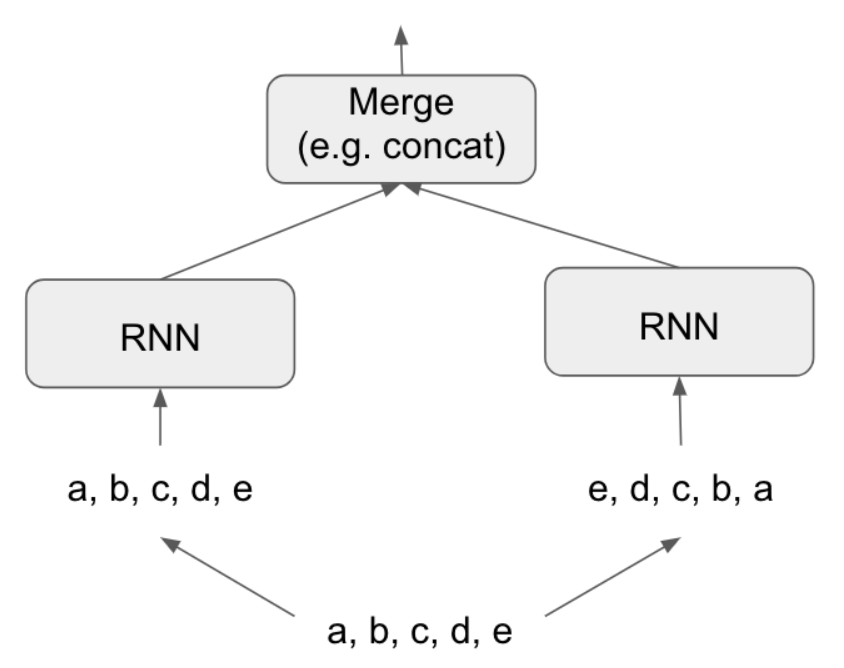 Merge
(e.g. concat)
RNN
RNN
a, b, c, d, e
e, d, c, b, a
a, b, c, d, e